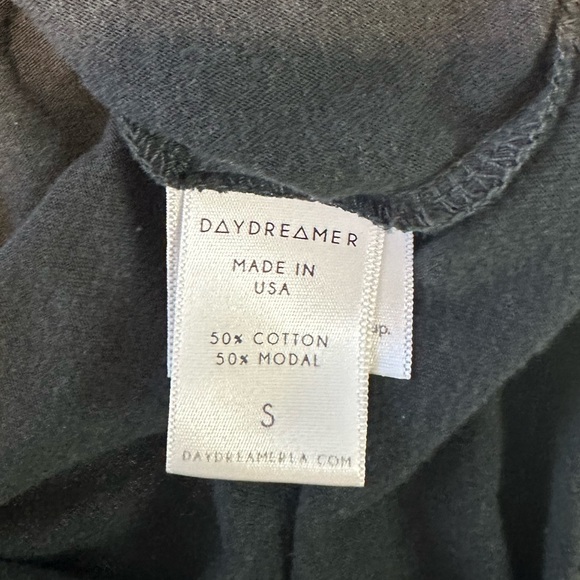 DAYDREAMER
MADE IN
USA
50% COTTON
50% MODAL
S
DAYDREAMERLA.COM